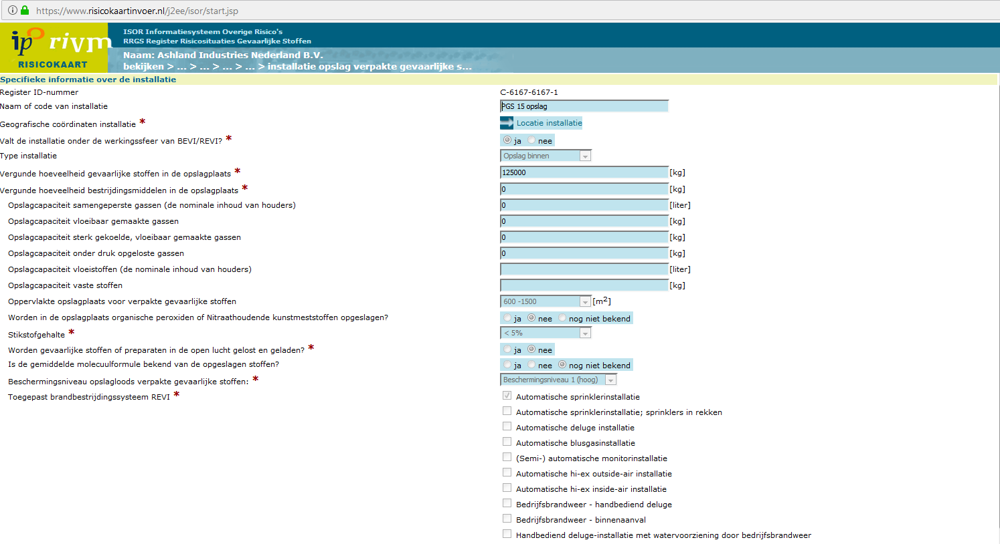 https://www.risicokaartinvoer.nl/j2ee/isor/start.jsp
ipo rivm
RISICOKAART
ISOR Informatiesysteem Overige Risico's
RRGS Register Risicosituaties Gevaarlijke Stoffen
Naam: Ashland Industries Nederland B.V.
bekijken > ... > ... > ... > ... > installatie opslag verpakte gevaarlijke s...
Specifieke informatie over de installatie
Register ID-nummer C-6167-6167-1
Naam of code van installatie PGS 15 opslag
Geografische coördinaten installatie * Locatie installatie
Valt de installatie onder de werkingssfeer van BEVI/REVI? * ja nee
Type installatie Opslag binnen
Vergunde hoeveelheid gevaarlijke stoffen in de opslagplaats * 125000 [kg]
Vergunde hoeveelheid bestrijdingsmiddelen in de opslagplaats * 0 [kg]
Opslagcapaciteit samengeperste gassen (de nominale inhoud van houders) 0 [liter]
Opslagcapaciteit vloeibaar gemaakte gassen 0 [kg]
Opslagcapaciteit sterk gekoelde, vloeibaar gemaakte gassen 0 [kg]
Opslagcapaciteit onder druk opgeloste gassen 0 [kg]
Opslagcapaciteit vloeistoffen (de nominale inhoud van houders) [liter]
Opslagcapaciteit vaste stoffen [kg]
Oppervlakte opslagplaats voor verpakte gevaarlijke stoffen 600 -1500 [m2]
Worden in de opslagplaats organische peroxiden of Nitraathoudende kunstmeststoffen opgeslagen? ja nee nog niet bekend
Stikstofgehalte * < 5%
Worden gevaarlijke stoffen of preparaten in de open lucht gelost en geladen? * ja nee
Is de gemiddelde molecuulformule bekend van de opgeslagen stoffen? ja nee nog niet bekend
Beschermingsniveau opslagloods verpakte gevaarlijke stoffen: * Beschermingsniveau 1 (hoog)
Toegepast brandbestrijdingssysteem REVI * Automatische sprinklerinstallatie
Automatische sprinklerinstallatie; sprinklers in rekken
Automatische deluge installatie
Automatische blusgasinstallatie
(Semi-) automatische monitorinstallatie
Automatische hi-ex outside-air installatie
Automatische hi-ex inside-air installatie
Bedrijfsbrandweer - handbediend deluge
Bedrijfsbrandweer - binnenaanval
Handbediend deluge-installatie met watervoorziening door bedrijfsbrandweer